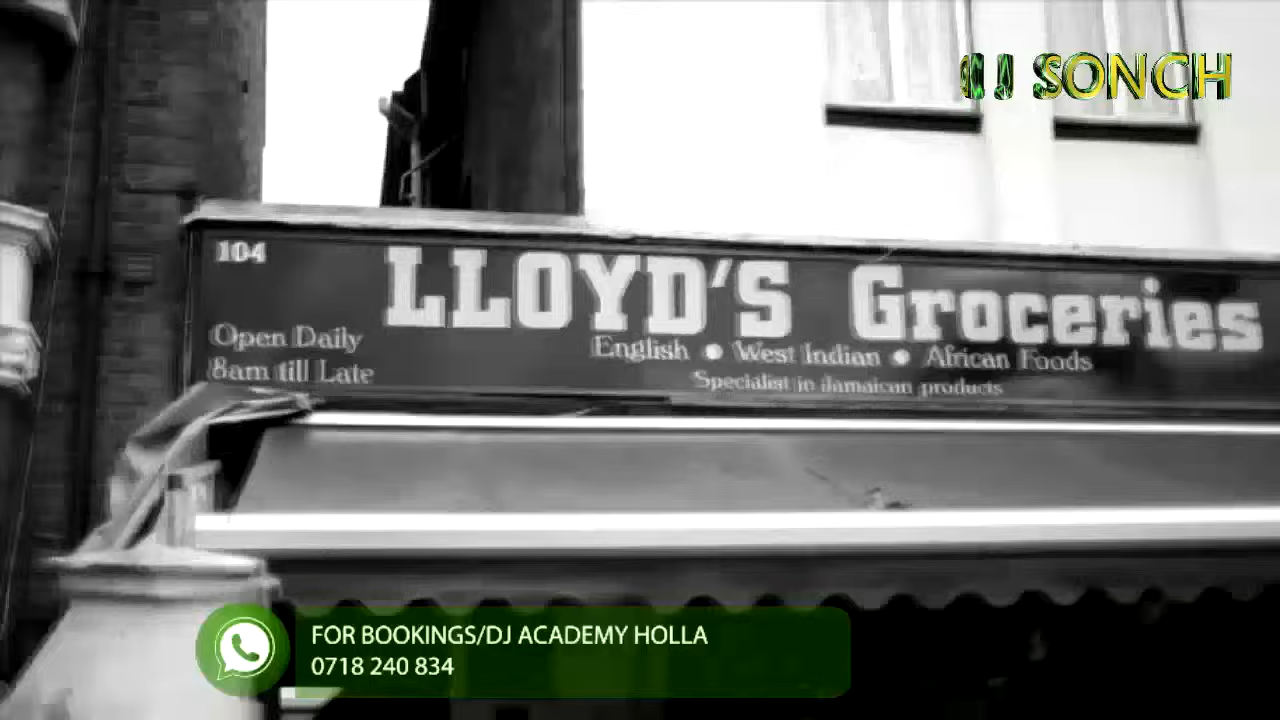 SONCH
104
LLOYD'S Groceries
Open Daily
8am till Late
English • West Indian • African Foods
Specialist in Jamaican products
FOR BOOKINGS/DJ ACADEMY HOLLA
0718 240 834